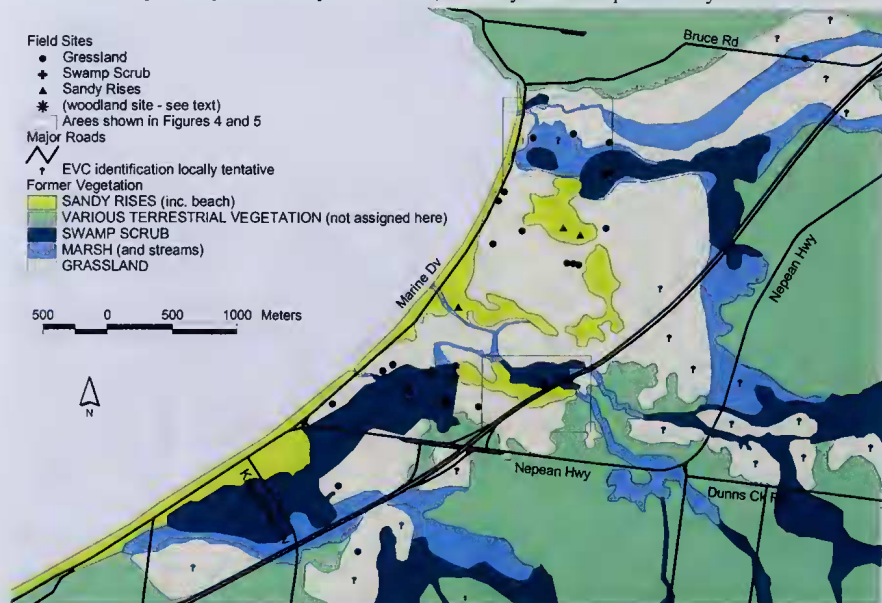 Field Sites
Gressland
Swamp Scrub
Sandy Rises
(woodland site - see text)
Arees shown in Figures 4 and 5
Major Roads
? EVC identification locally tentative
Former Vegetation
SANDY RISES (inc. beach)
VARIOUS TERRESTRIAL VEGETATION (not assigned here)
SWAMP SCRUB
MARSH (and streams)
GRASSLAND
500 0 500 1000 Meters
N
Bruce Rd
Marine Dv
Nepean Hwy
Nepean Hwy
Dunns Ck R